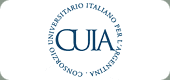 CONSORZIO UNIVERSITARIO ITALIANO PER L'ARGENTINA ·
CUIA